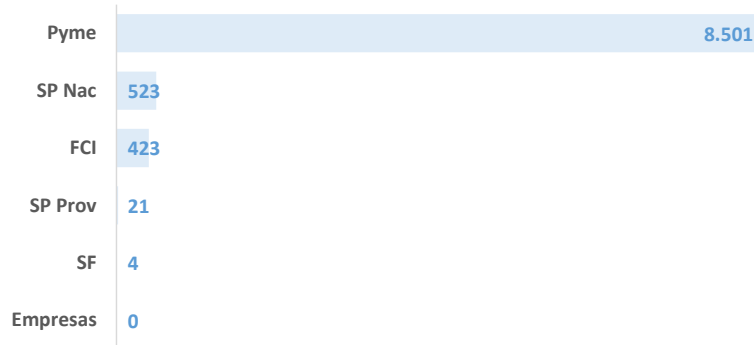 Pyme 8.501
SP Nac 523
FCI 423
SP Prov 21
SF 4
Empresas 0